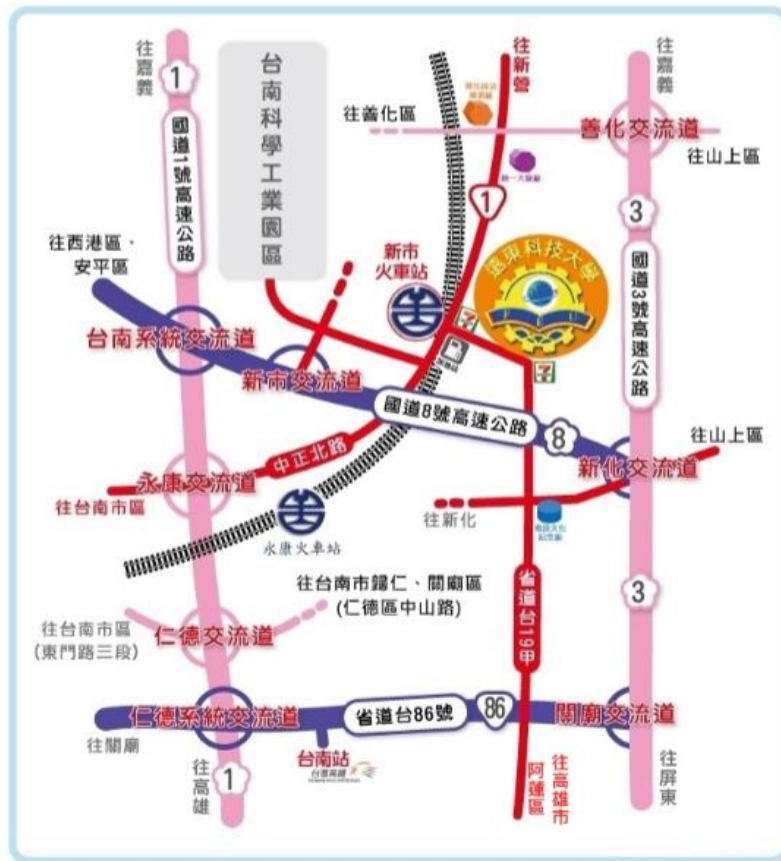 往嘉義
1
國道1號高速公路
台南科學工業園區
往新營
往嘉義
往善化區
善化交流道
往山上區
統一大藥廠
1
3
往西港區、
安平區
新市
火車站
遠東科技大學
國道3號高速公路
台南系統交流道
新市交流道
國道8號高速公路
8
往山上區
中正北路
新化交流道
永康交流道
往台南市區
往新化
永康火車站
往台南市歸仁、關廟區
(仁德區中山路)
省道台19甲
3
往台南市區
(東門路三段)
仁德交流道
仁德系統交流道
省道台86號
86
關廟交流道
往關廟
台南站
台灣高鐵
往高雄
1
往高雄市
阿蓮區
往屏東